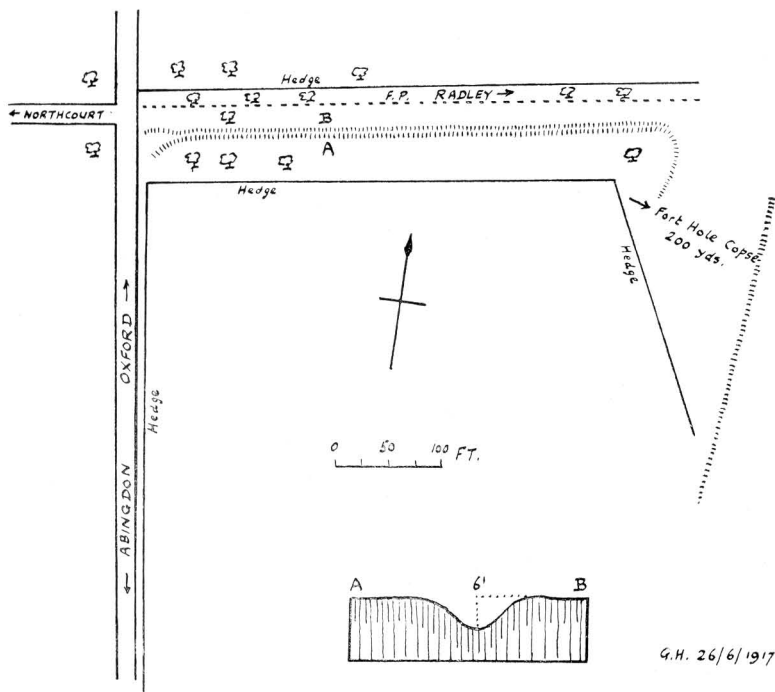 Hedge
F.P. RADLEY →
← NORTHCOURT
B
A
Hedge
→ Fort Hole Copse
200 yds.
Hedge
← ABINGDON OXFORD →
Hedge
0 50 100 FT.
A 6' B
G.H. 26/6/1917